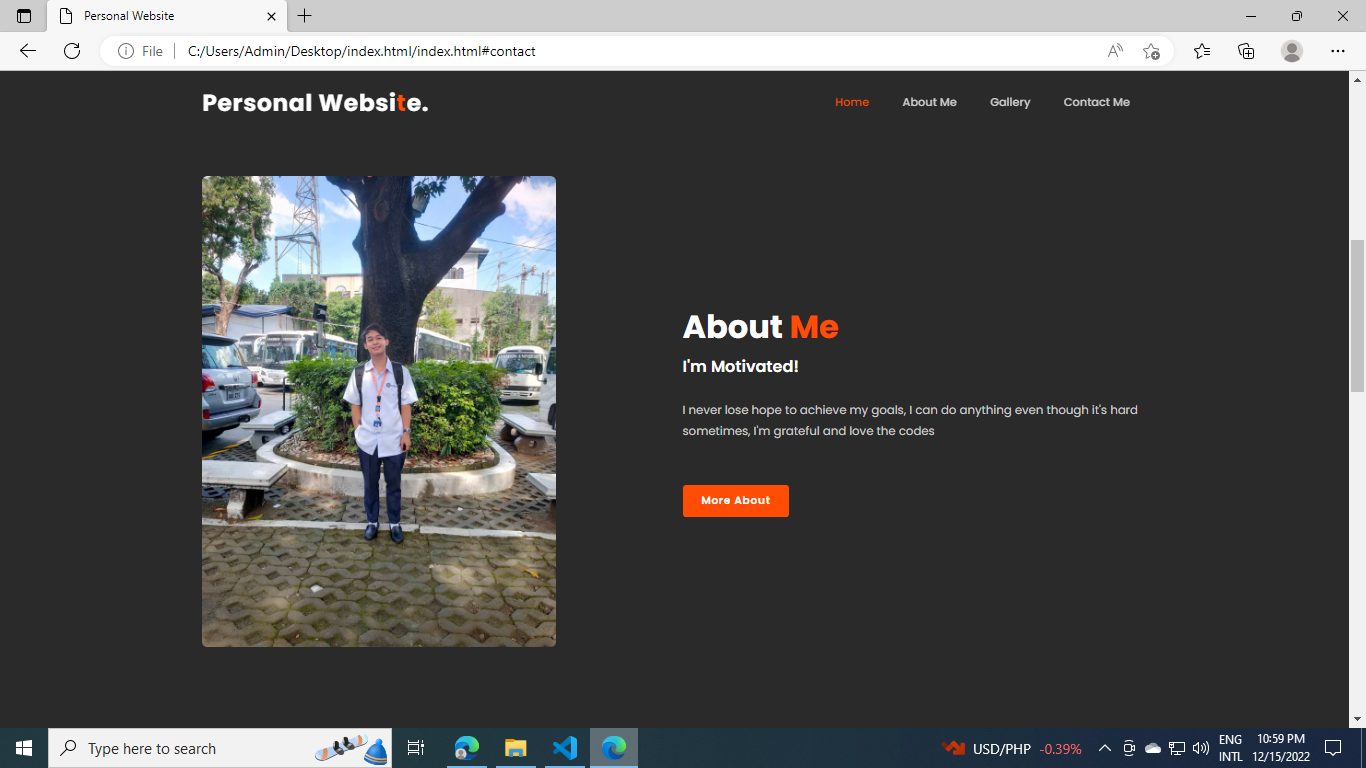 Personal Website
File
C:/Users/Admin/Desktop/index.html/index.html#contact
Personal Website.
Home
About Me
Gallery
Contact Me
About Me
I'm Motivated!
I never lose hope to achieve my goals, I can do anything even though it's hard
sometimes, I'm grateful and love the codes
More About
Type here to search
USD/PHP -0.39%
ENG
INTL
10:59 PM
12/15/2022